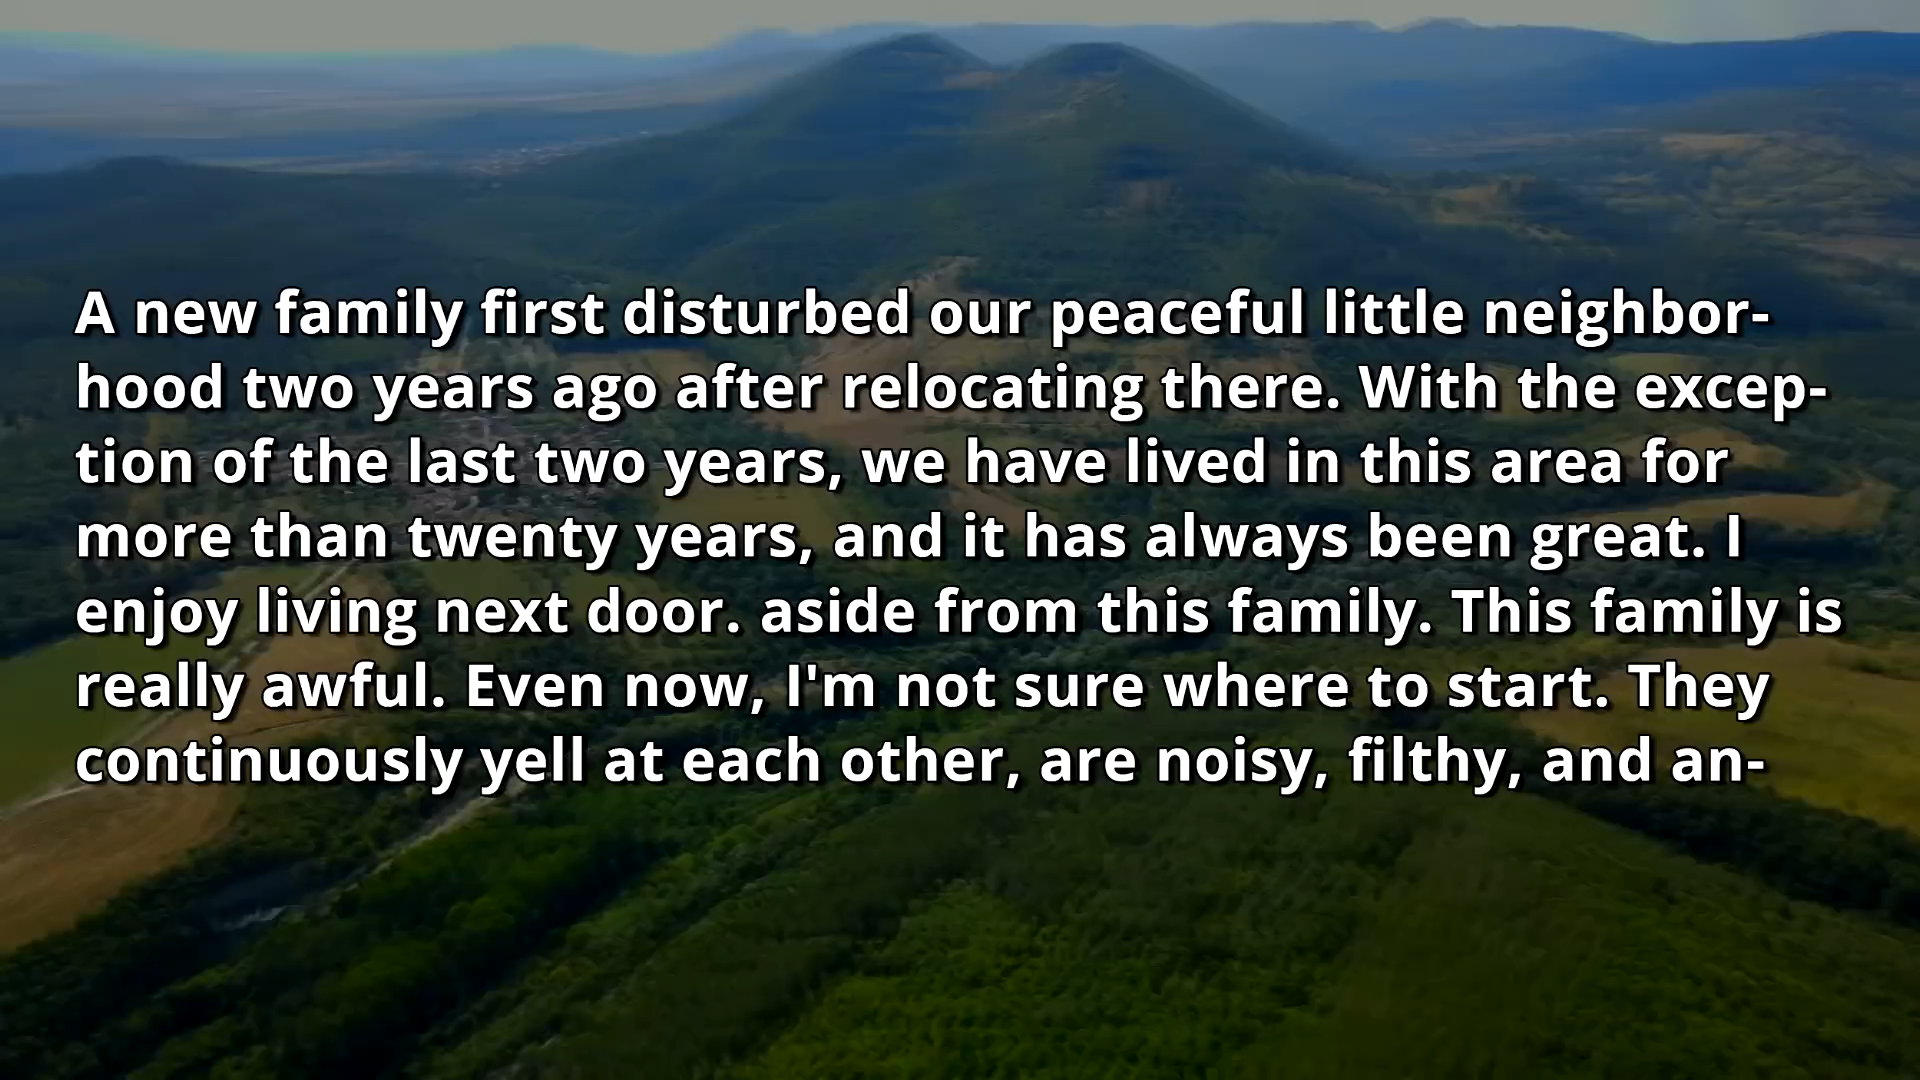 A new family first disturbed our peaceful little neighbor-
hood two years ago after relocating there. With the excep-
tion of the last two years, we have lived in this area for
more than twenty years, and it has always been great. I
enjoy living next door. aside from this family. This family is
really awful. Even now, I'm not sure where to start. They
continuously yell at each other, are noisy, filthy, and an-